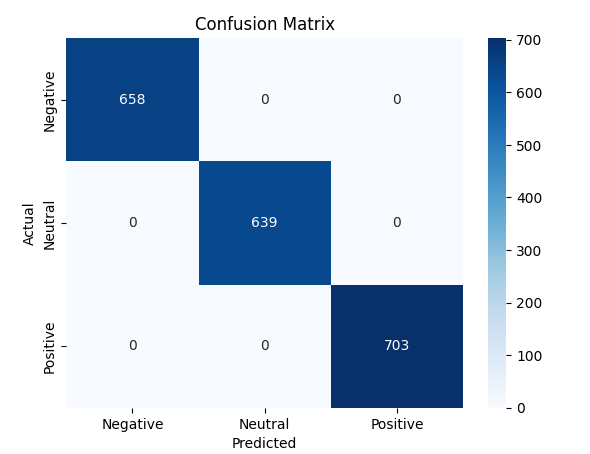 Confusion Matrix
Negative 658 0 0
Neutral 0 639 0
Positive 0 0 703
Actual
Negative Neutral Positive
Predicted
700
600
500
400
300
200
100
0